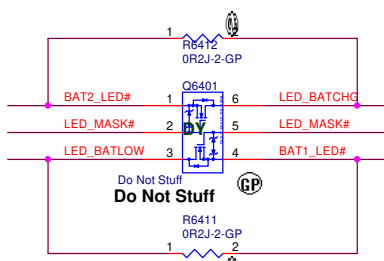 1 2
R6412
0R2J-2-GP
Q6401
BAT2_LED# 1 6 LED_BATCHG
LED_MASK# 2 DY 5 LED_MASK#
LED_BATLOW 3 4 BAT1_LED#
Do Not Stuff
Do Not Stuff
GP
R6411
0R2J-2-GP
1 2